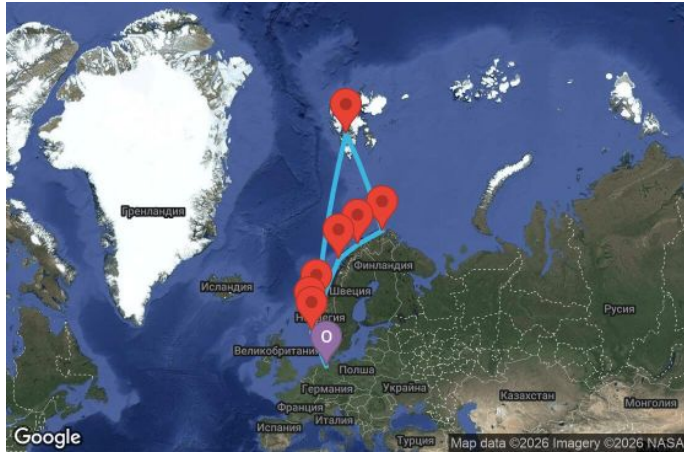 Гренландия
Исландия
Финландия
Швеция
Норвегия
Русия
Великобритания
O
Полша
Германия
Украйна
Франция
Казахстан
Испания
Италия
Монголия
Турция
Google
Map data ©2026 Imagery ©2026 NASA